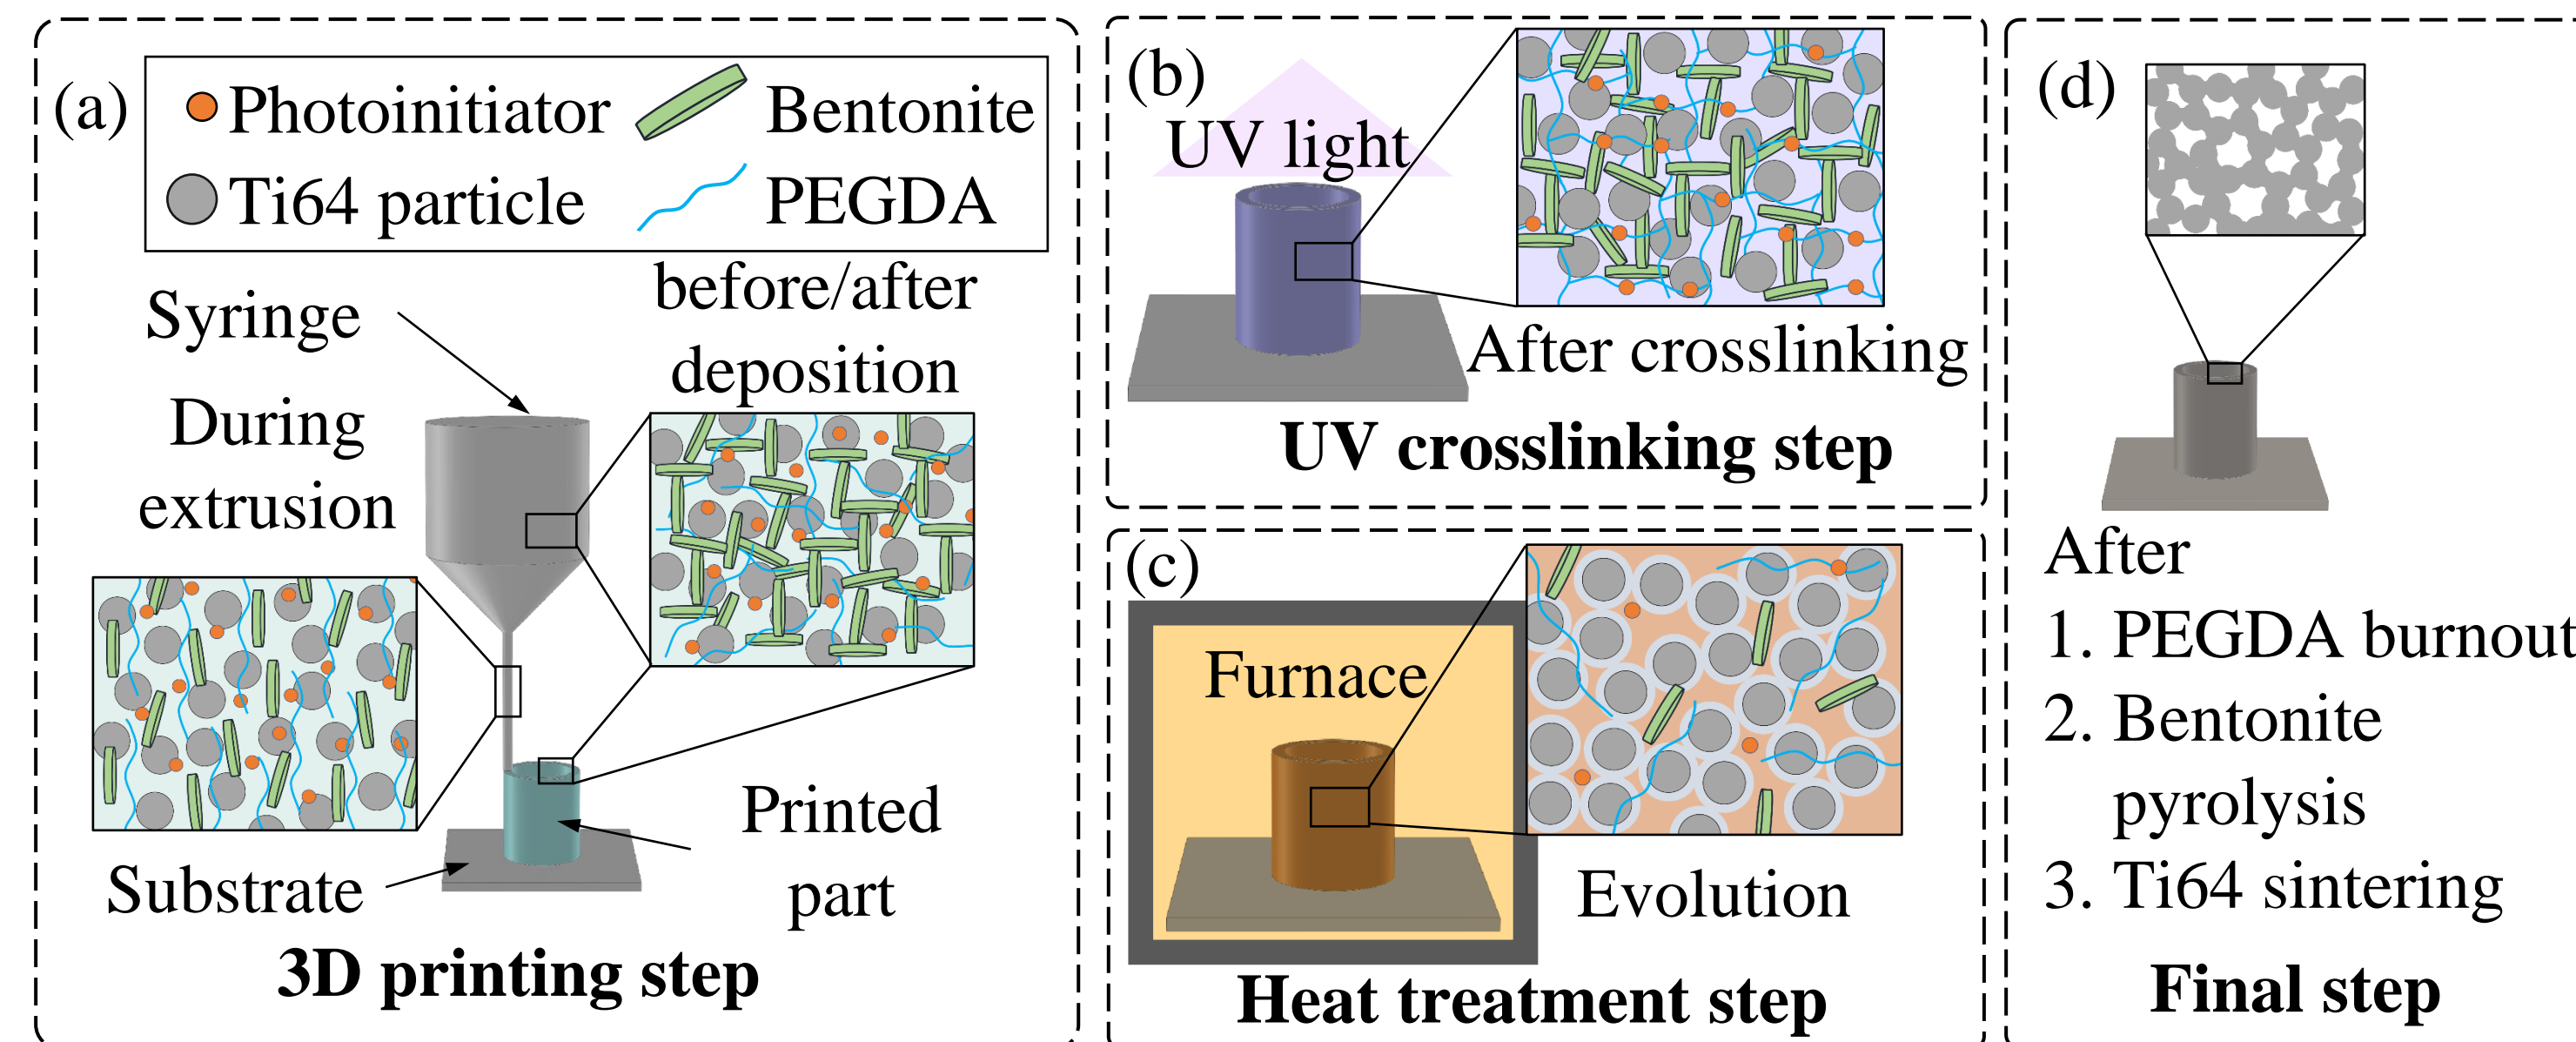 (a)
Photoinitiator
Bentonite
Ti64 particle
PEGDA
Syringe
before/after
deposition
During
extrusion
Substrate
Printed
part
3D printing step
(b)
UV light
After crosslinking
UV crosslinking step
(c)
Furnace
Evolution
Heat treatment step
(d)
After
1. PEGDA burnout
2. Bentonite
pyrolysis
3. Ti64 sintering
Final step